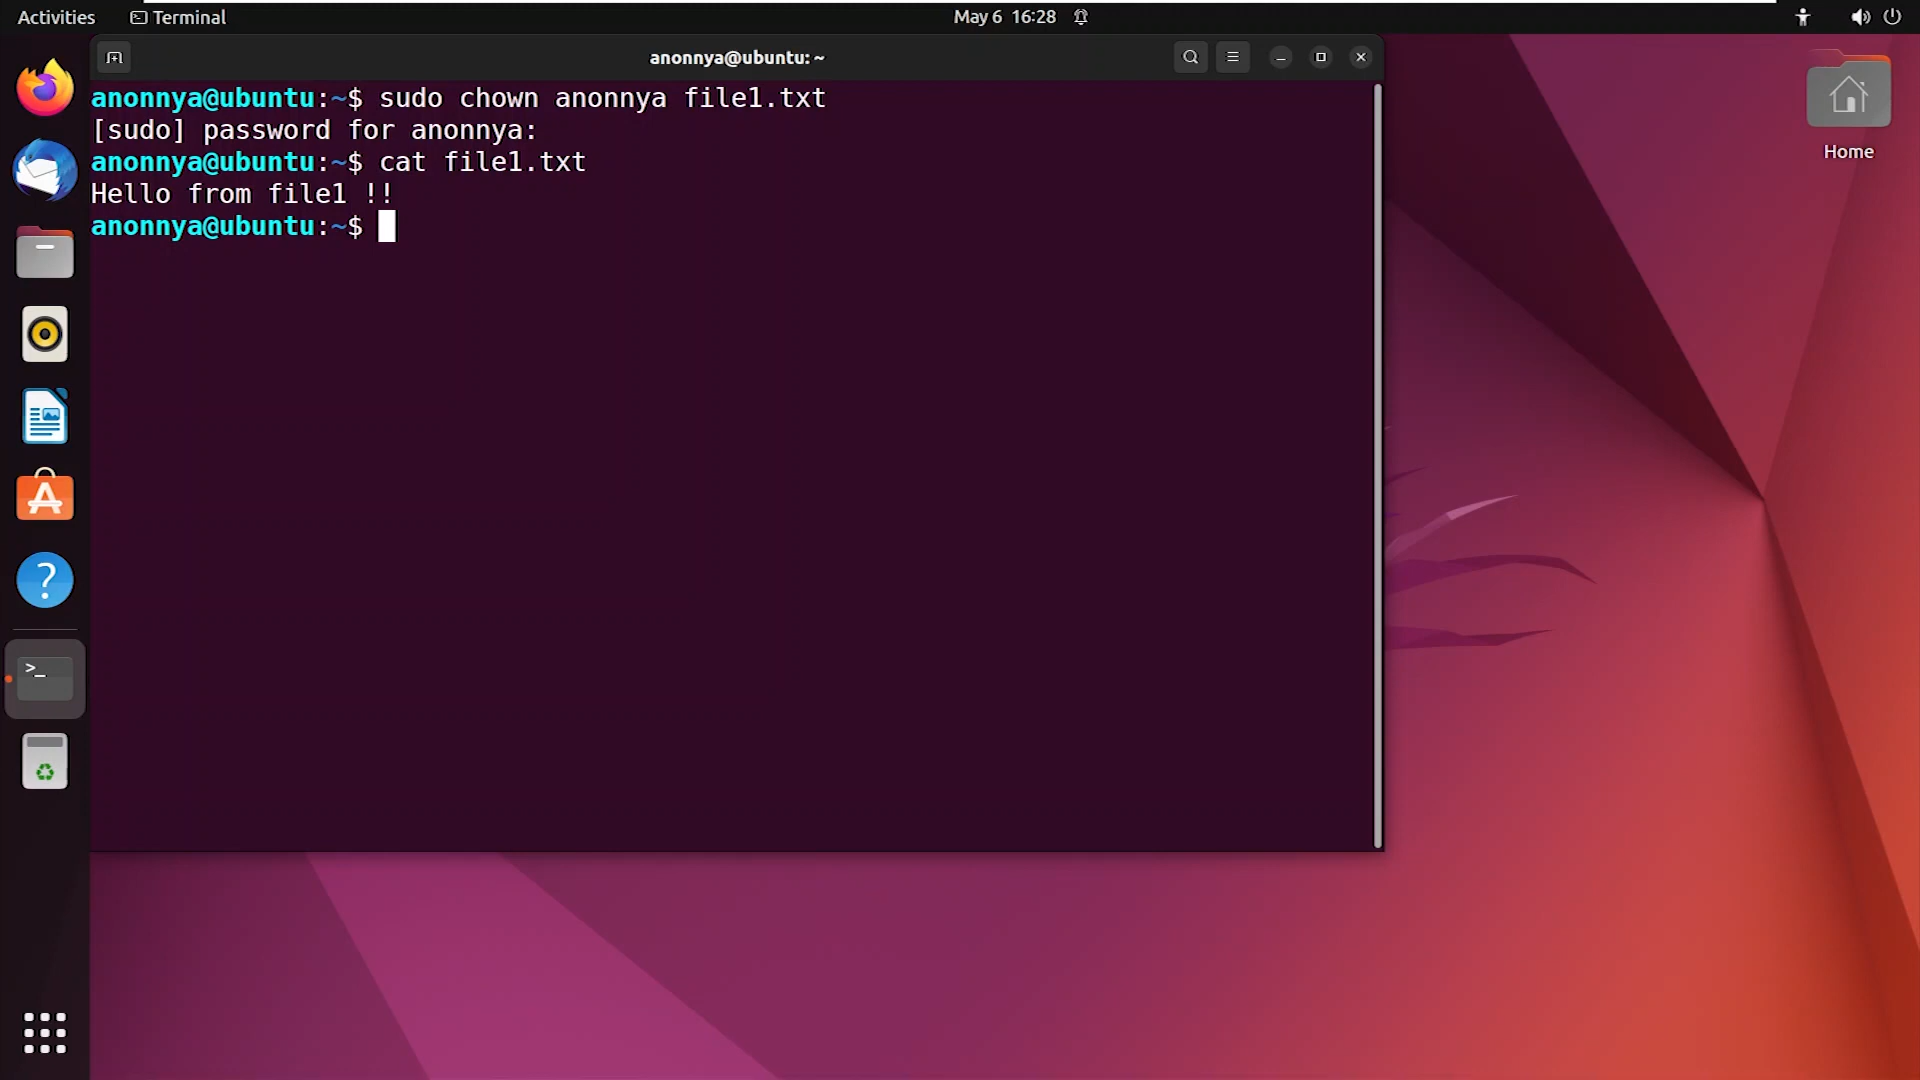 Activities Terminal May 6 16:28
anonnya@ubuntu: ~
anonnya@ubuntu:~$ sudo chown anonnya file1.txt
[sudo] password for anonnya:
anonnya@ubuntu:~$ cat file1.txt
Hello from file1 !!
anonnya@ubuntu:~$
Home